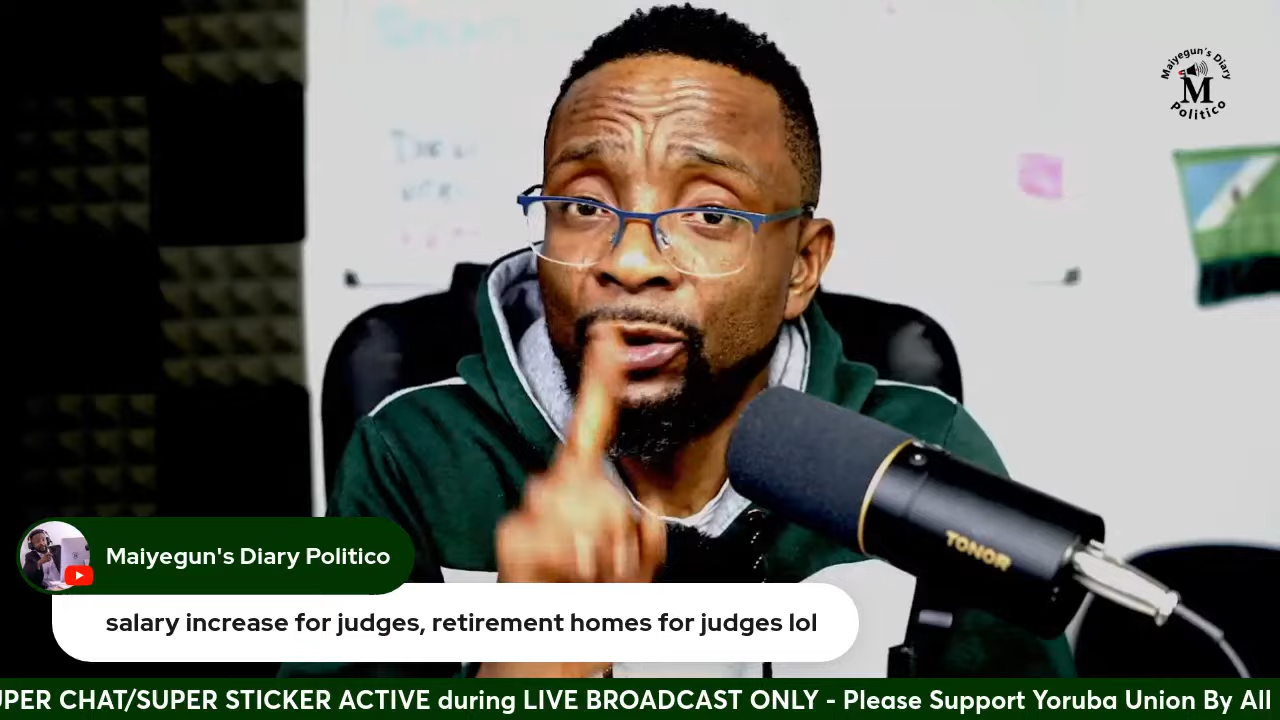 Maiyegun's Diary
M
Politico
TONOR
Maiyegun's Diary Politico
salary increase for judges, retirement homes for judges lol
SUPER CHAT/SUPER STICKER ACTIVE during LIVE BROADCAST ONLY - Please Support Yoruba Union By All